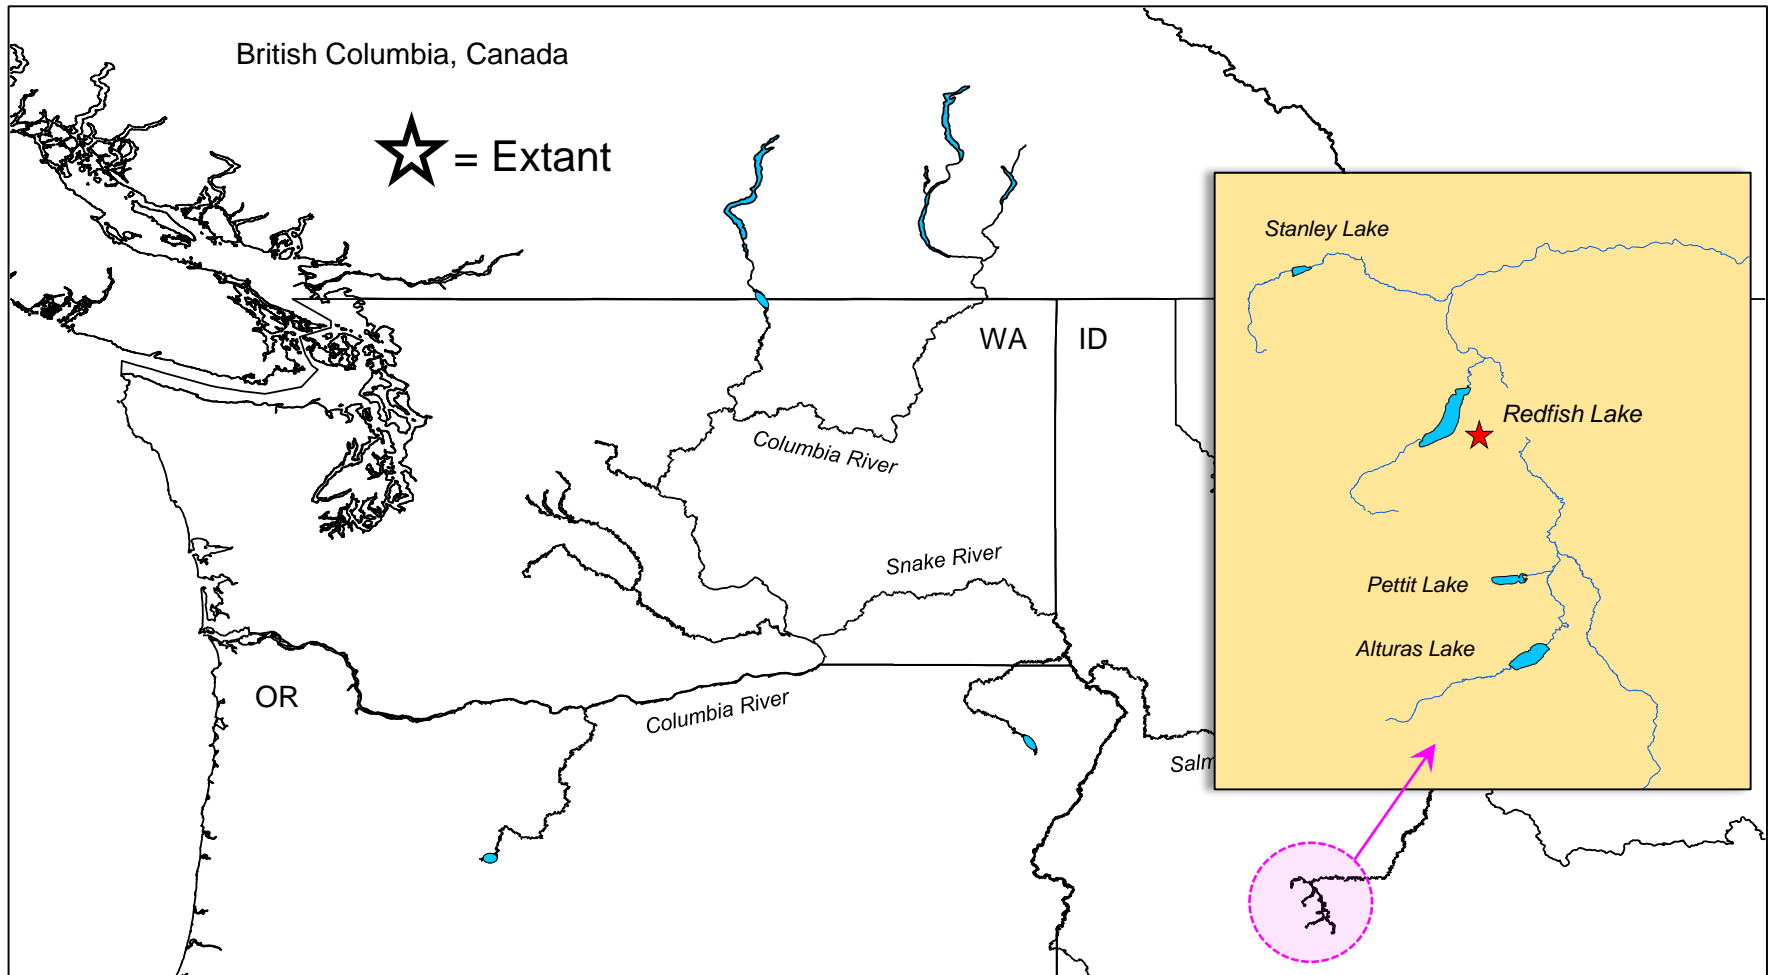 British Columbia, Canada
= Extant
Stanley Lake
WA
ID
Redfish Lake
Columbia River
Snake River
Pettit Lake
Alturas Lake
OR
Columbia River
Salm